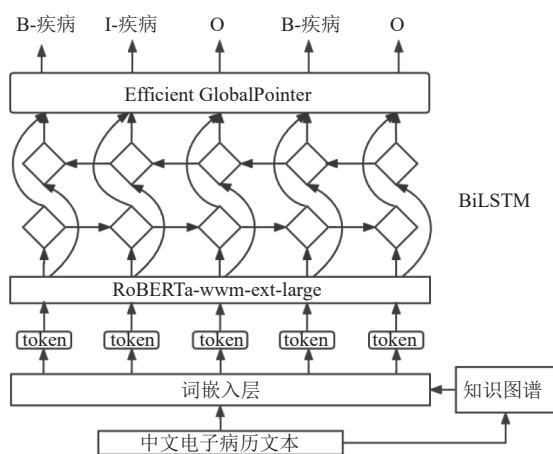 B-疾病 I-疾病 O B-疾病 O
Efficient GlobalPointer
BiLSTM
RoBERTa-wwm-ext-large
token token token token token
词嵌入层
知识图谱
中文电子病历文本